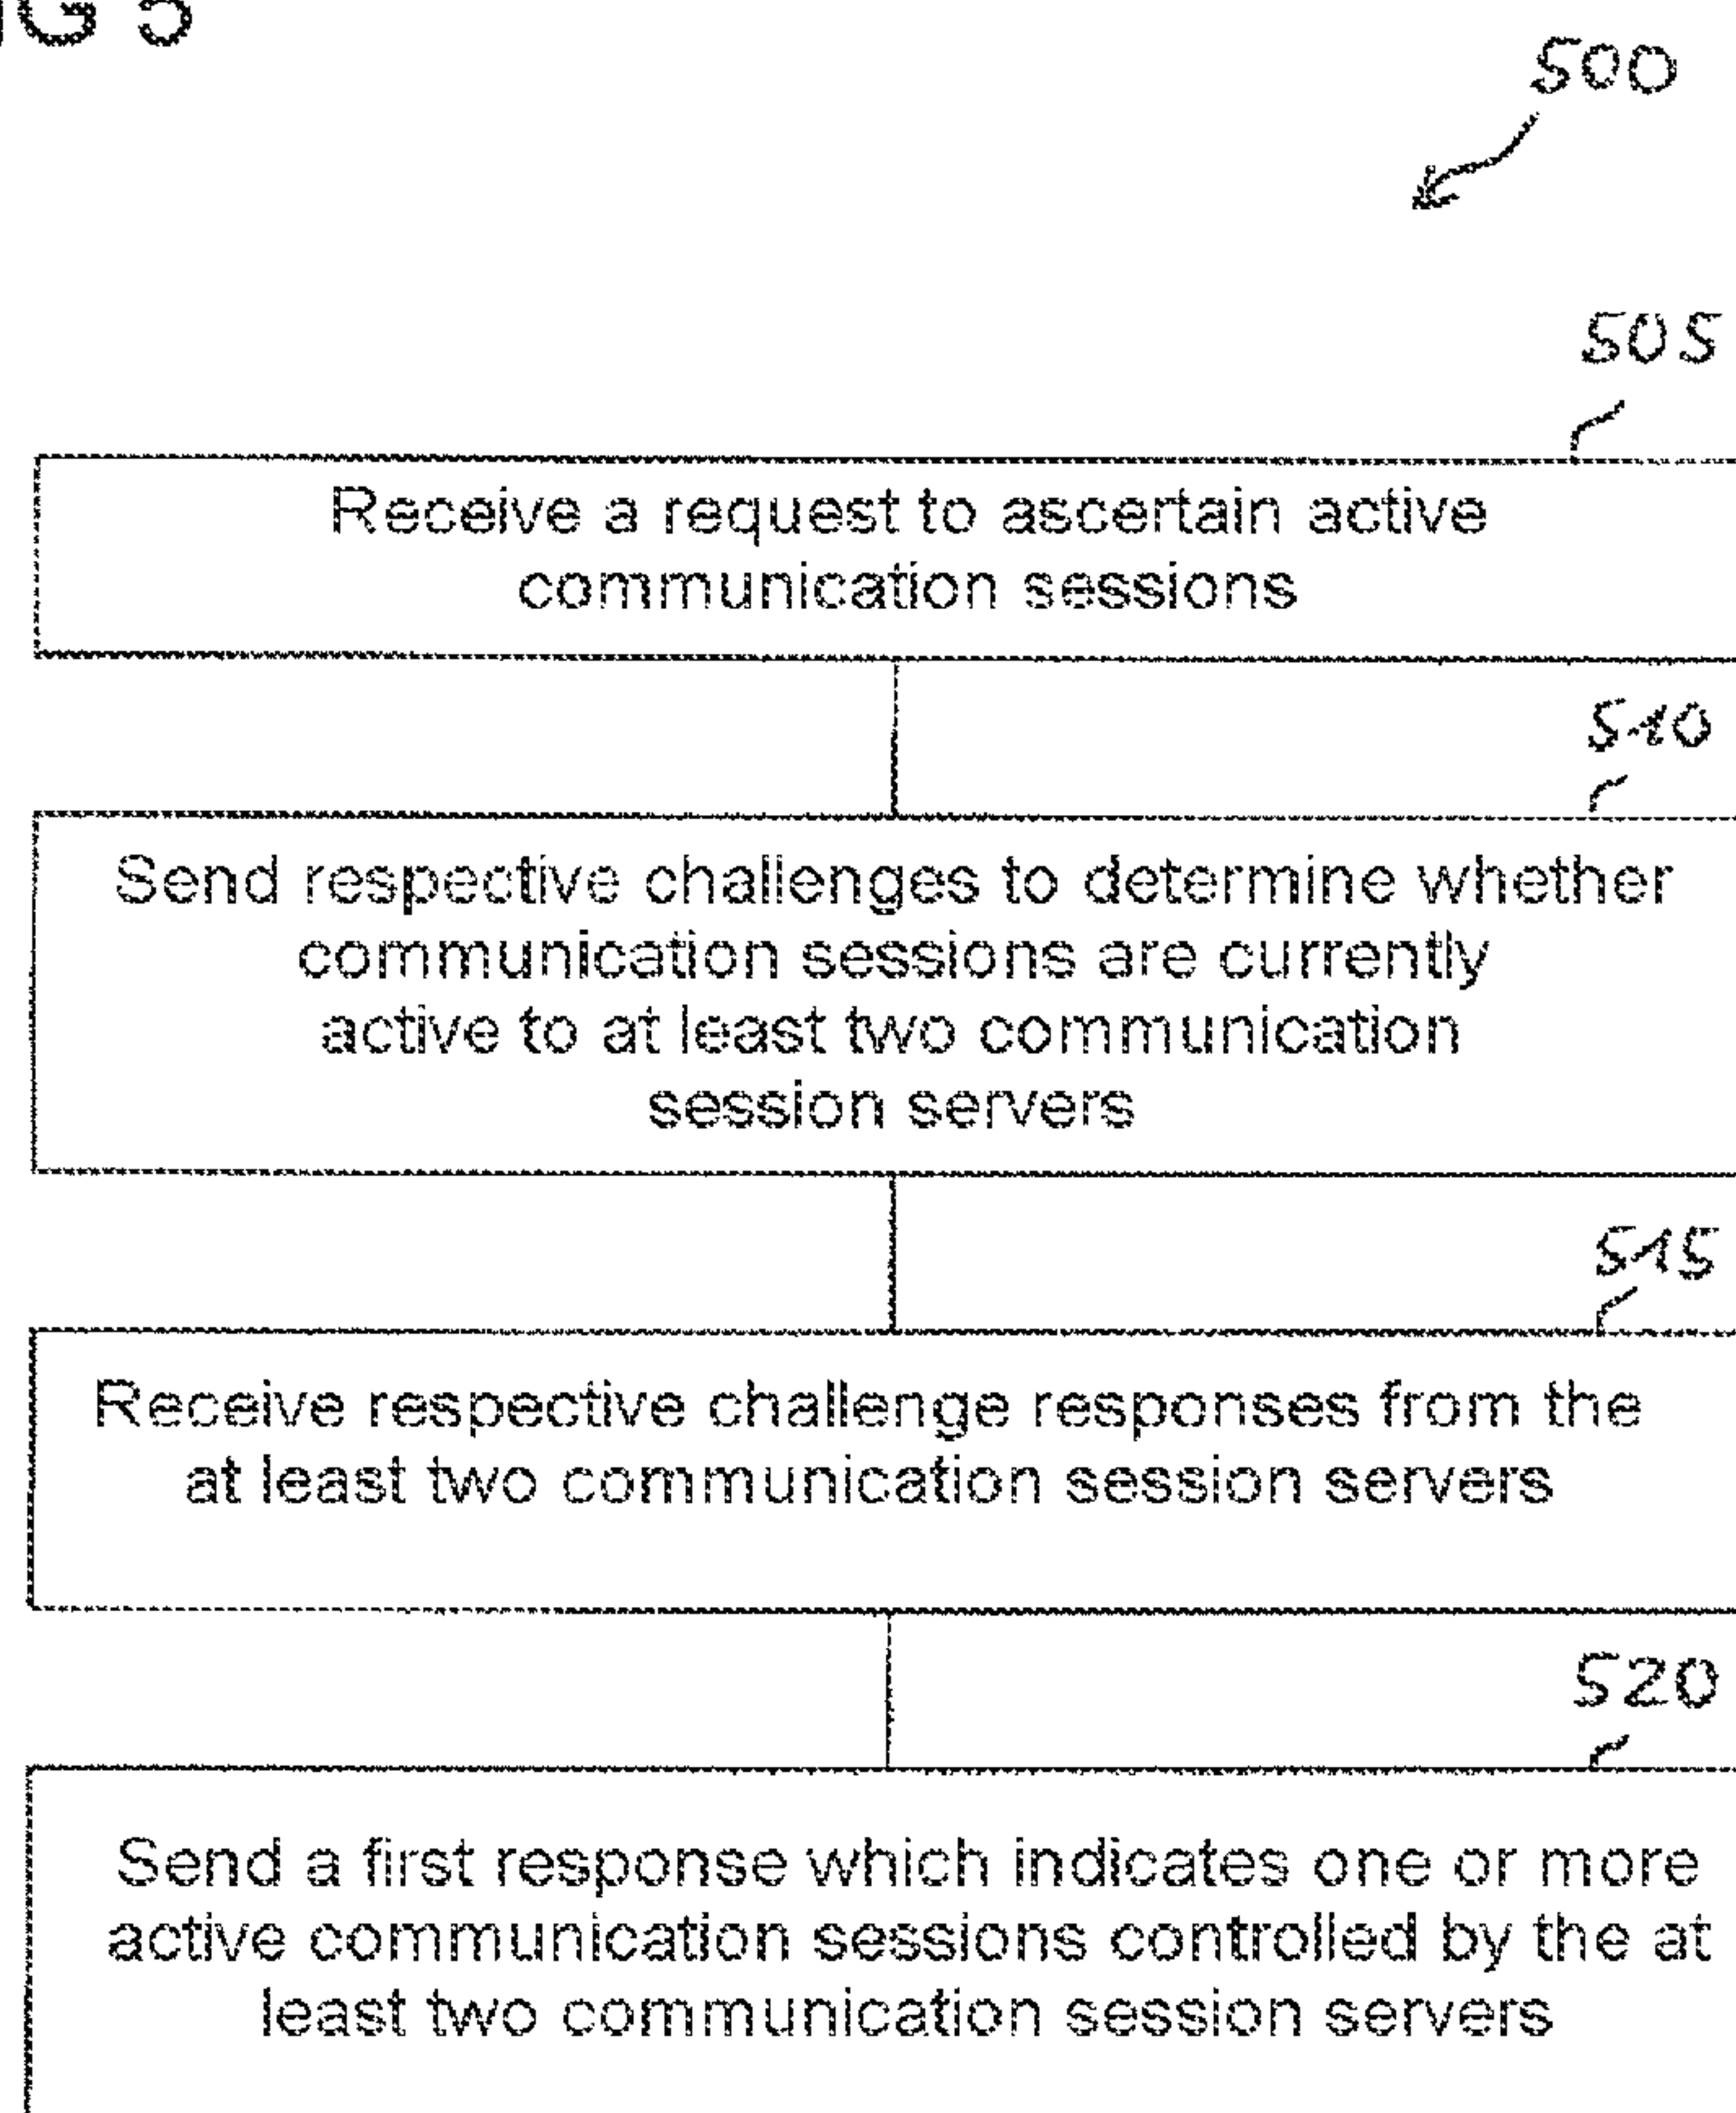 G 5
500
505
Receive a request to ascertain active
communication sessions
510
Send respective challenges to determine whether
communication sessions are currently
active to at least two communication
session servers
515
Receive respective challenge responses from the
at least two communication session servers
520
Send a first response which indicates one or more
active communication sessions controlled by the at
least two communication session servers